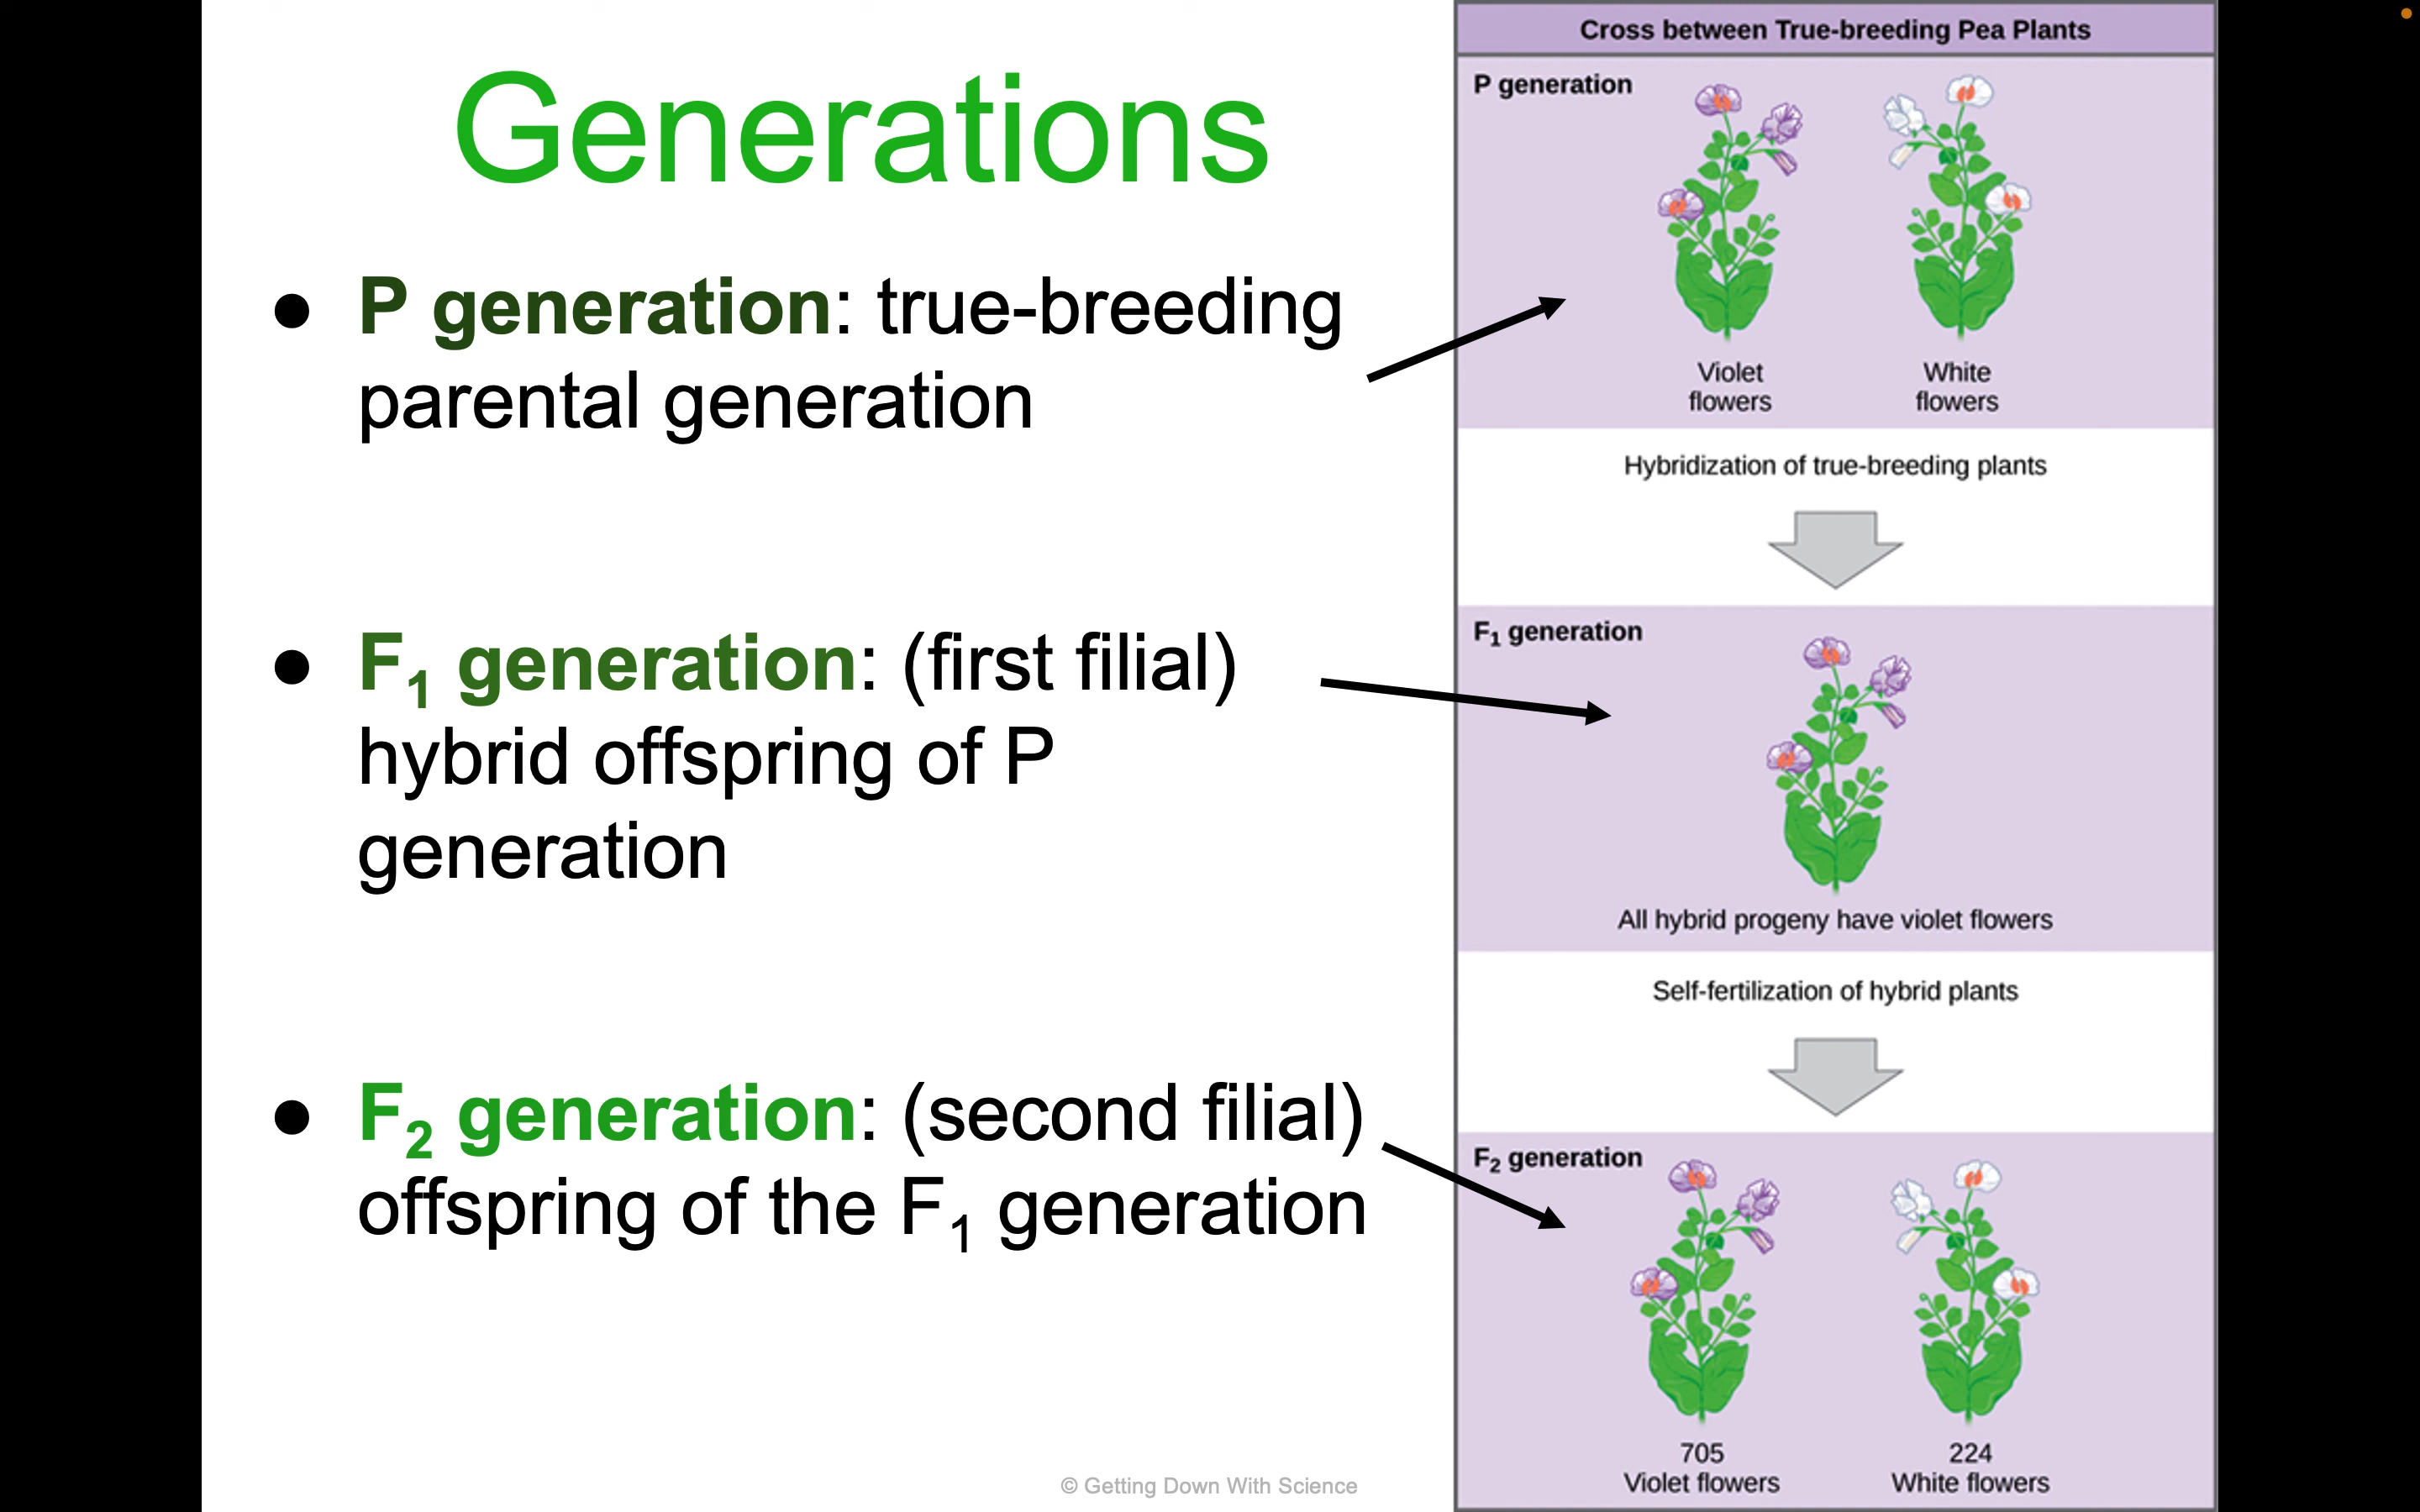 Generations
● P generation: true-breeding
parental generation
● F₁ generation: (first filial)
hybrid offspring of P
generation
● F₂ generation: (second filial)
offspring of the F₁ generation
© Getting Down With Science
Cross between True-breeding Pea Plants
P generation
Violet
flowers
White
flowers
Hybridization of true-breeding plants
F₁ generation
All hybrid progeny have violet flowers
Self-fertilization of hybrid plants
F₂ generation
705
Violet flowers
224
White flowers